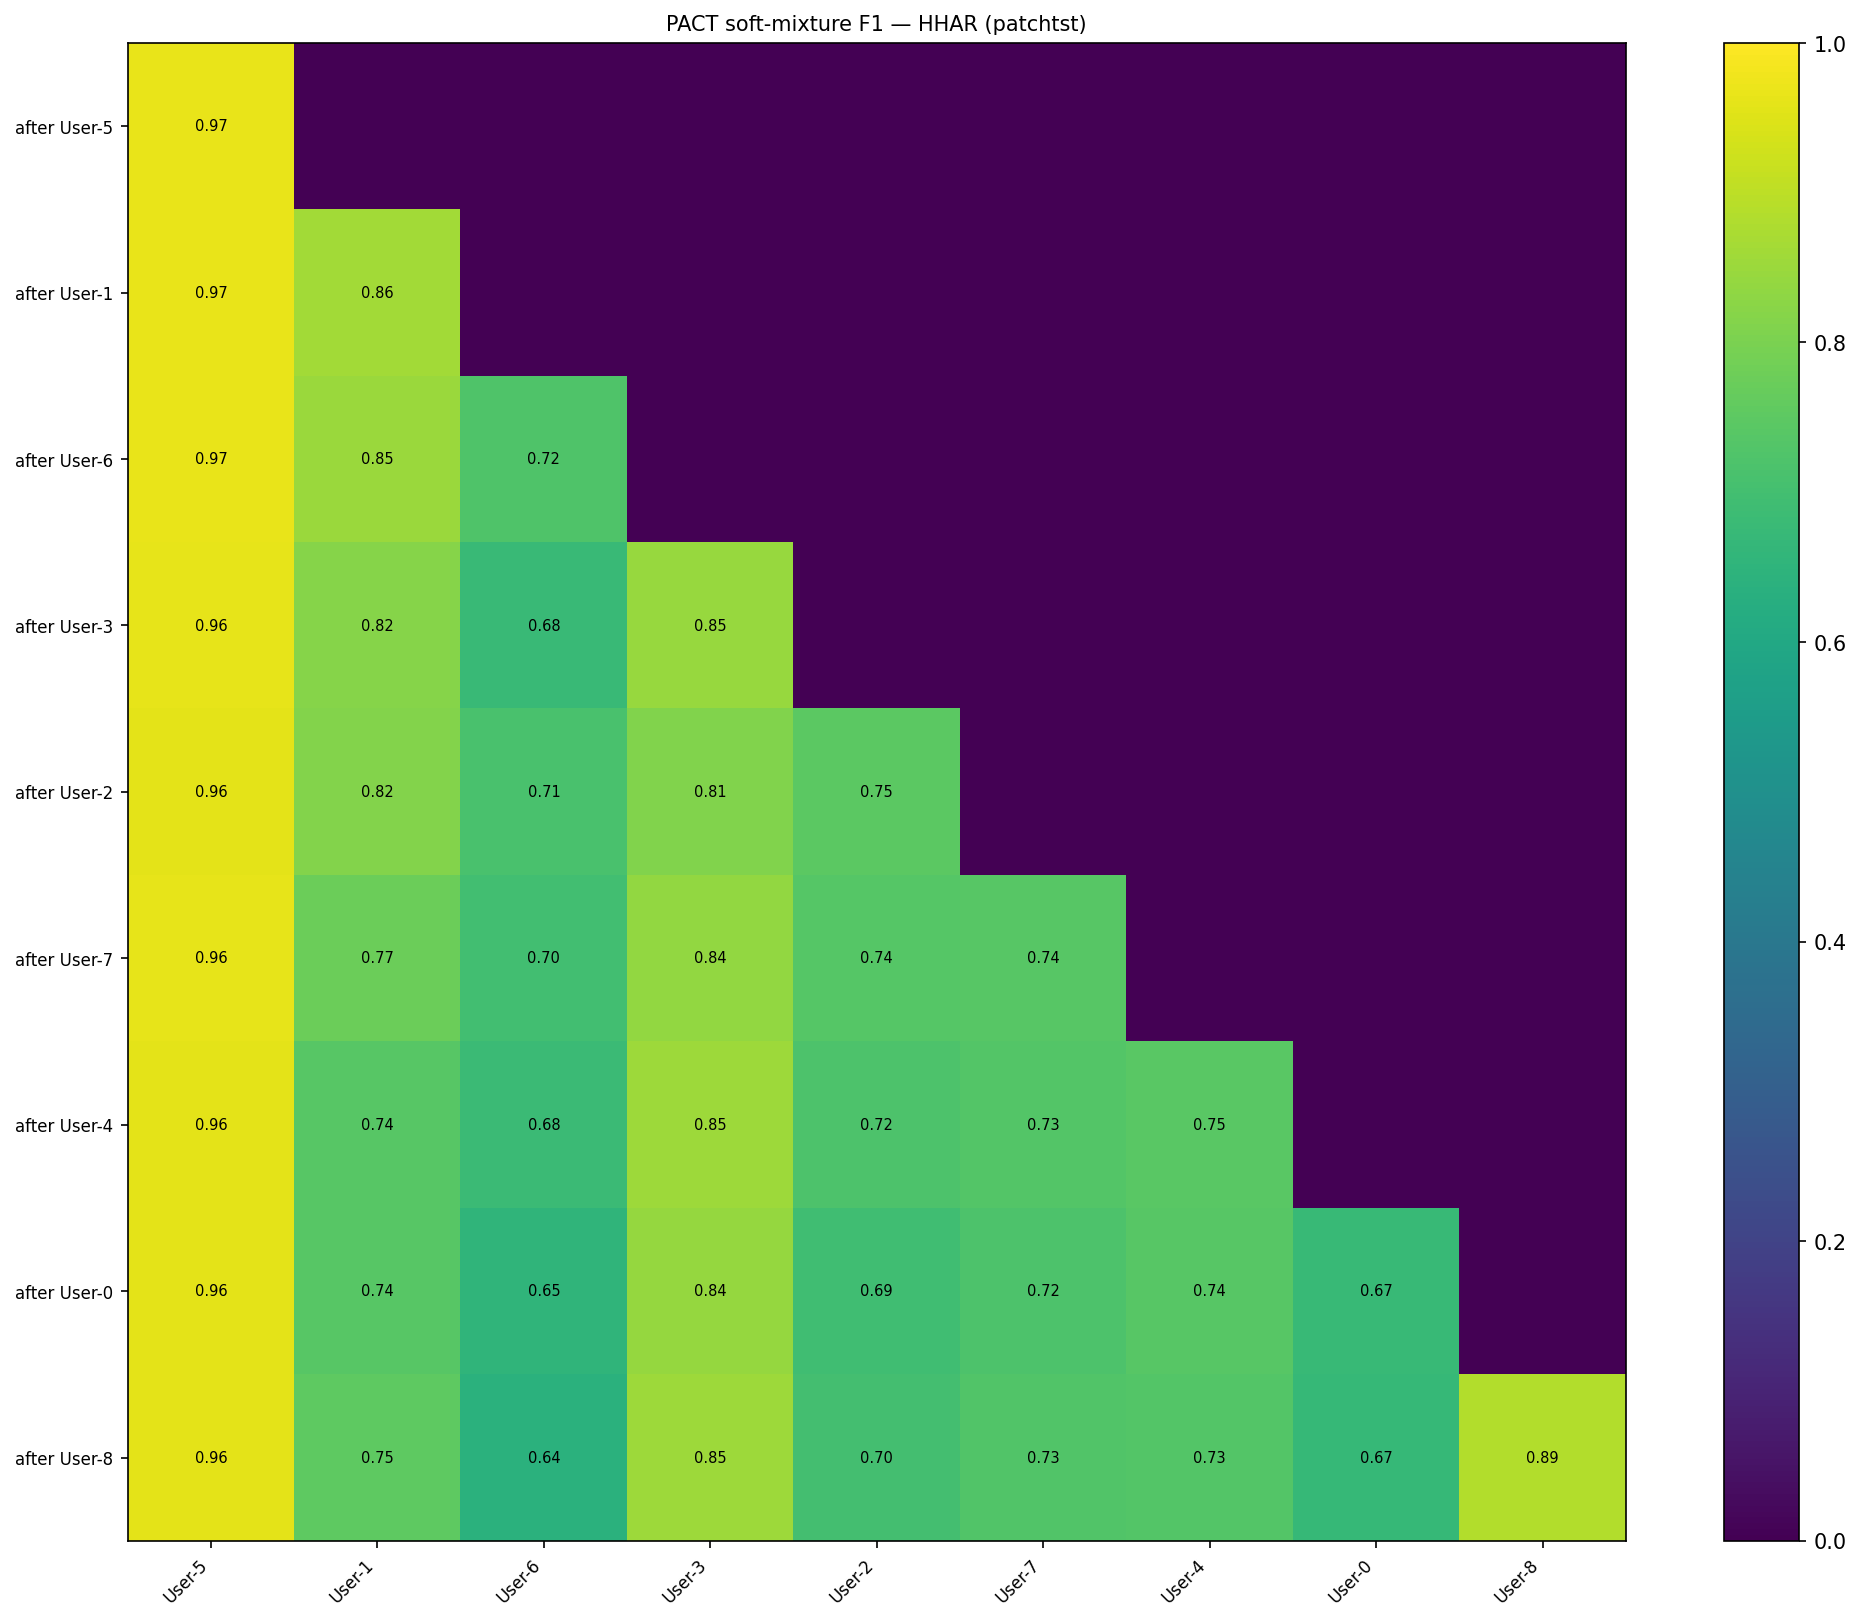 PACT soft-mixture F1 — HHAR (patchtst)
1.0
after User-5 0.97
after User-1 0.97 0.86
0.8
after User-6 0.97 0.85 0.72
after User-3 0.96 0.82 0.68 0.85
0.6
after User-2 0.96 0.82 0.71 0.81 0.75
after User-7 0.96 0.77 0.70 0.84 0.74 0.74
0.4
after User-4 0.96 0.74 0.68 0.85 0.72 0.73 0.75
0.2
after User-0 0.96 0.74 0.65 0.84 0.69 0.72 0.74 0.67
after User-8 0.96 0.75 0.64 0.85 0.70 0.73 0.73 0.67 0.89
0.0
User-5 User-1 User-6 User-3 User-2 User-7 User-4 User-0 User-8